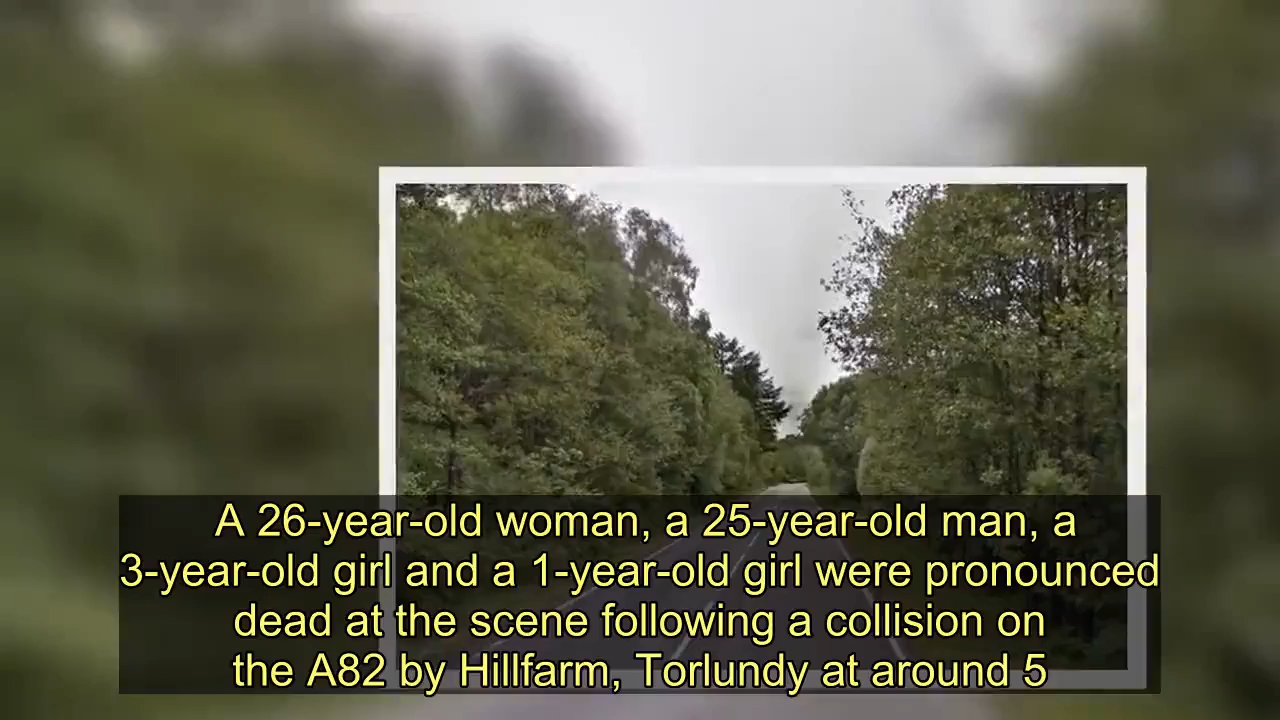 A 26-year-old woman, a 25-year-old man, a
3-year-old girl and a 1-year-old girl were pronounced
dead at the scene following a collision on
the A82 by Hillfarm, Torlundy at around 5